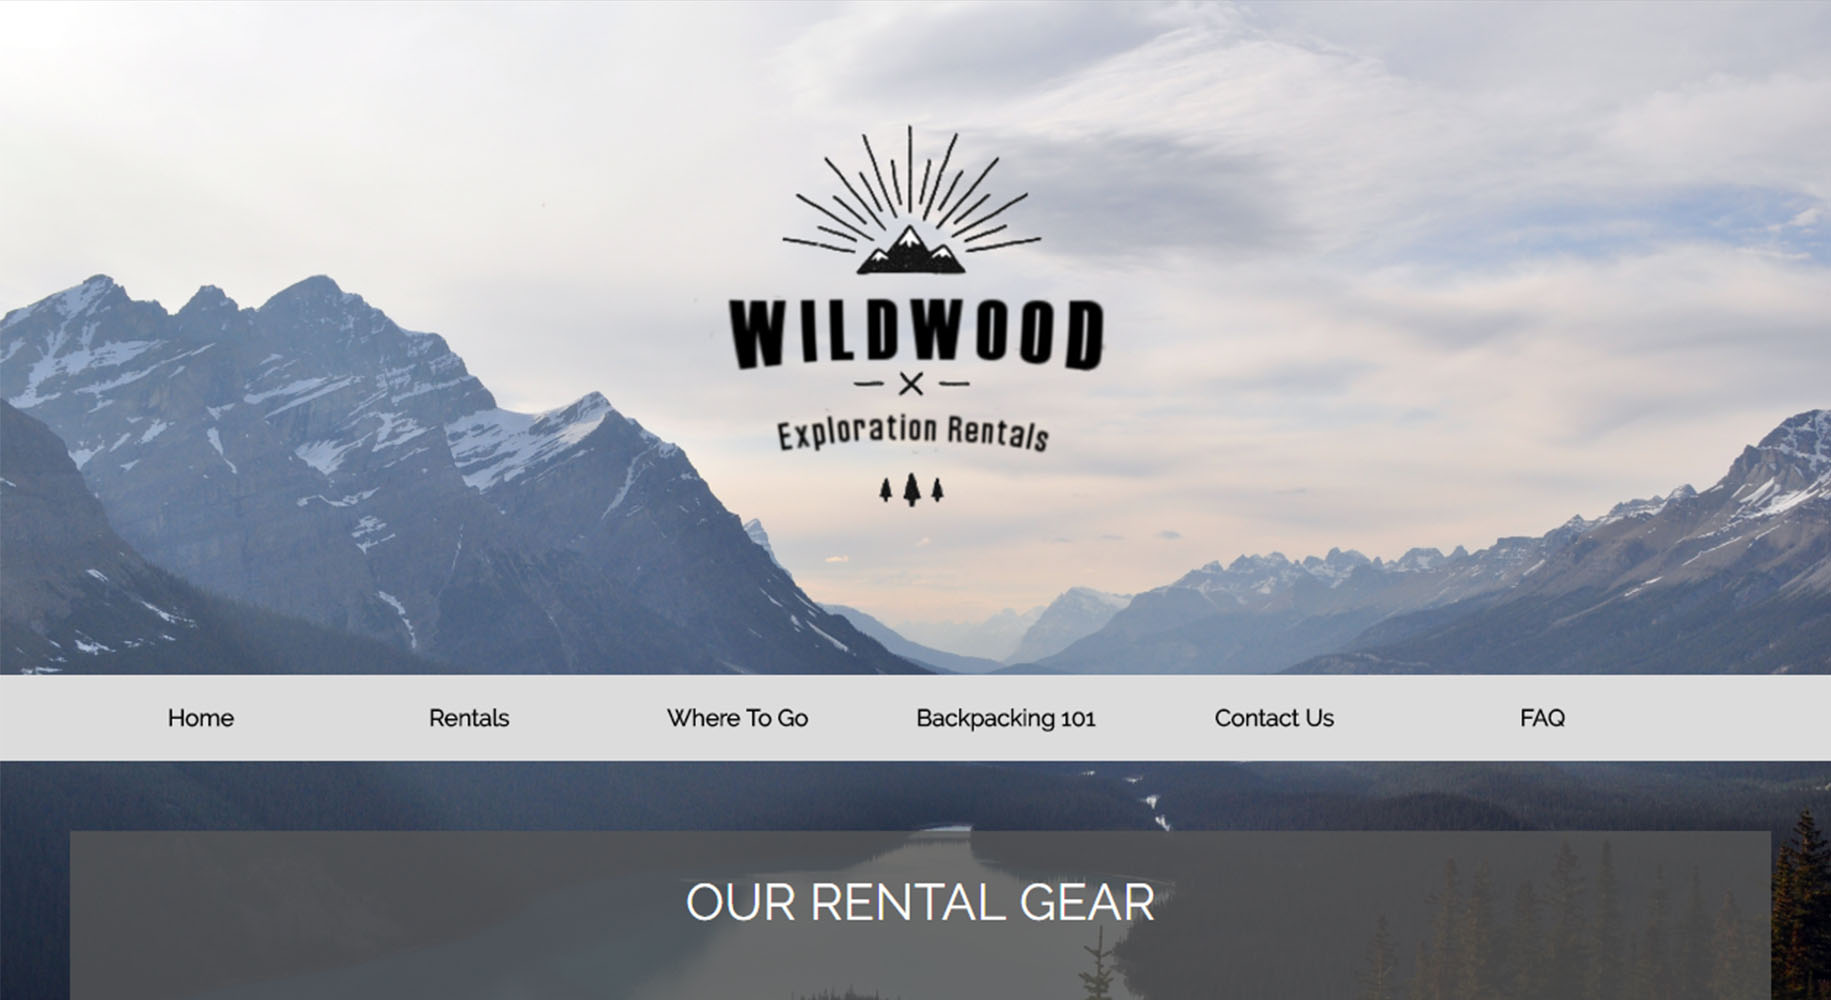 WILDWOOD
Exploration Rentals
Home Rentals Where To Go Backpacking 101 Contact Us FAQ
OUR RENTAL GEAR